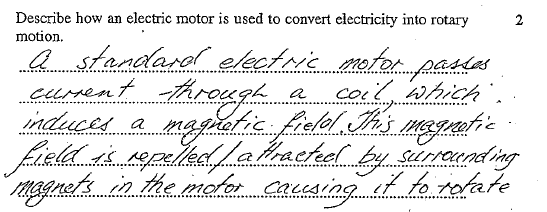 Describe how an electric motor is used to convert electricity into rotary 2
motion.
A standard electric motor passes
current through a coil, which
induces a magnetic field. This magnetic
field is repelled/attracted by surrounding
magnets in the motor causing it to rotate